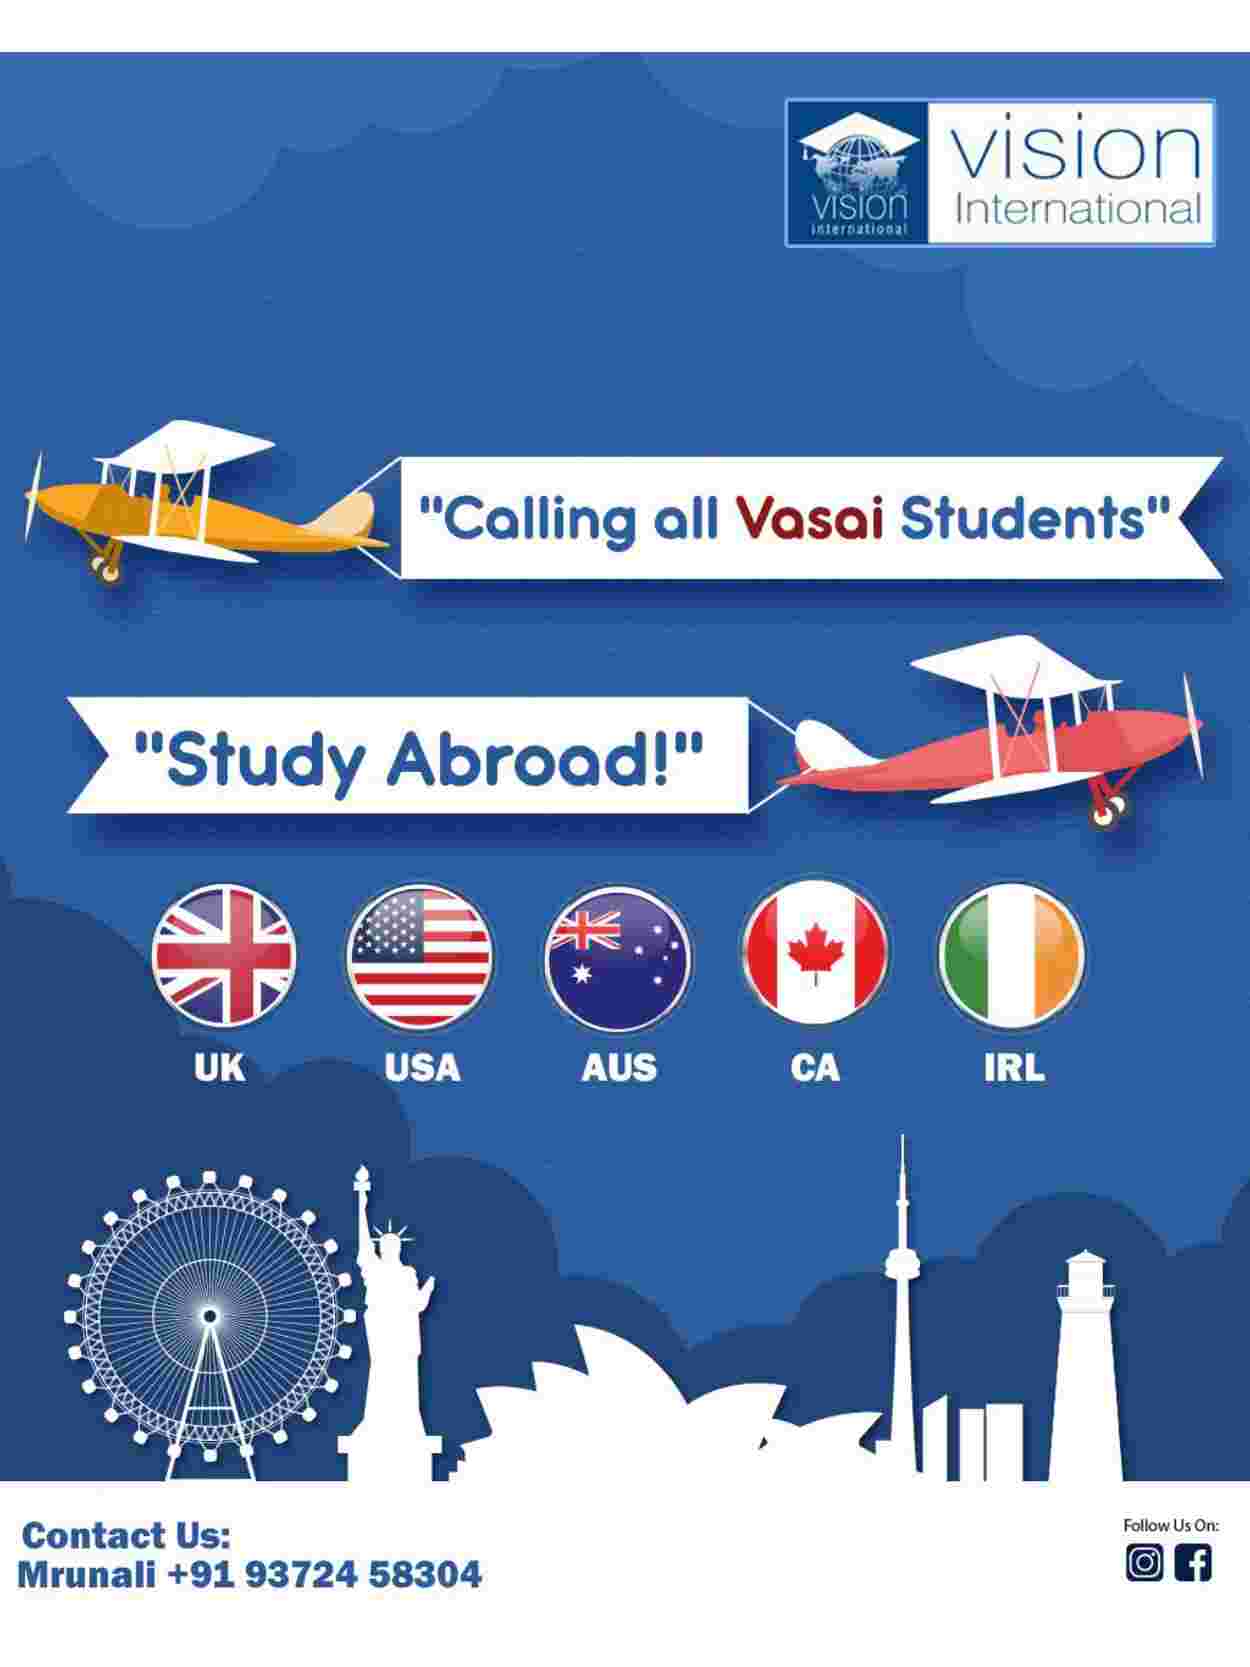 vision
International
vision
international
"Calling all Vasai Students"
"Study Abroad!"
UK
USA
AUS
CA
IRL
Contact Us:
Mrunali +91 93724 58304
Follow Us On: